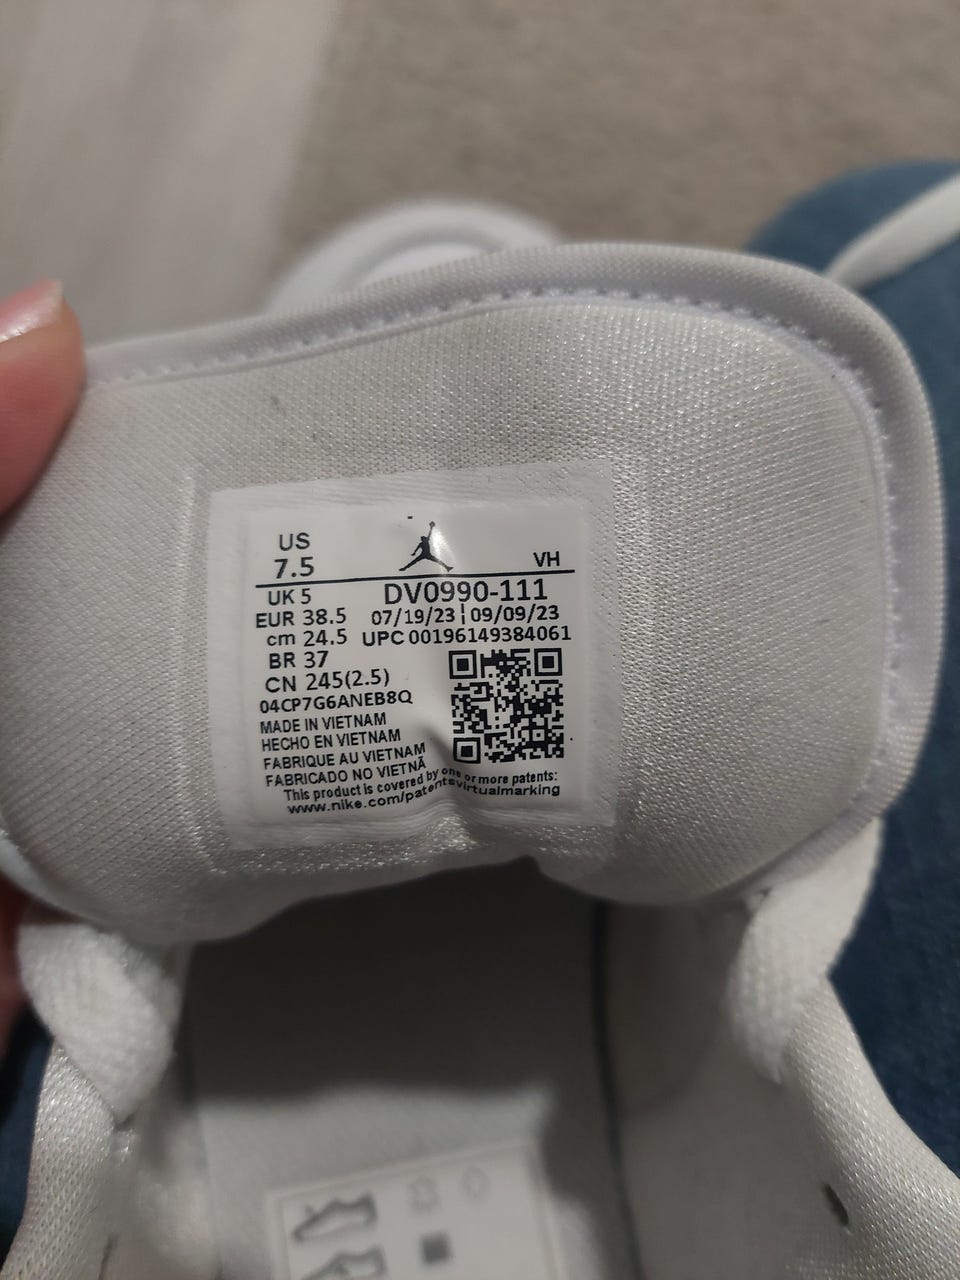 US
7.5
VH
UK 5
DV0990-111
EUR 38.5
07/19/23 | 09/09/23
cm 24.5
UPC 00196149384061
BR 37
CN 245(2.5)
04CP7G6ANEB8Q
MADE IN VIETNAM
HECHO EN VIETNAM
FABRIQUE AU VIETNAM
FABRICADO NO VIETNÃ
This product is covered by one or more patents:
www.nike.com/patentsvirtualmarking